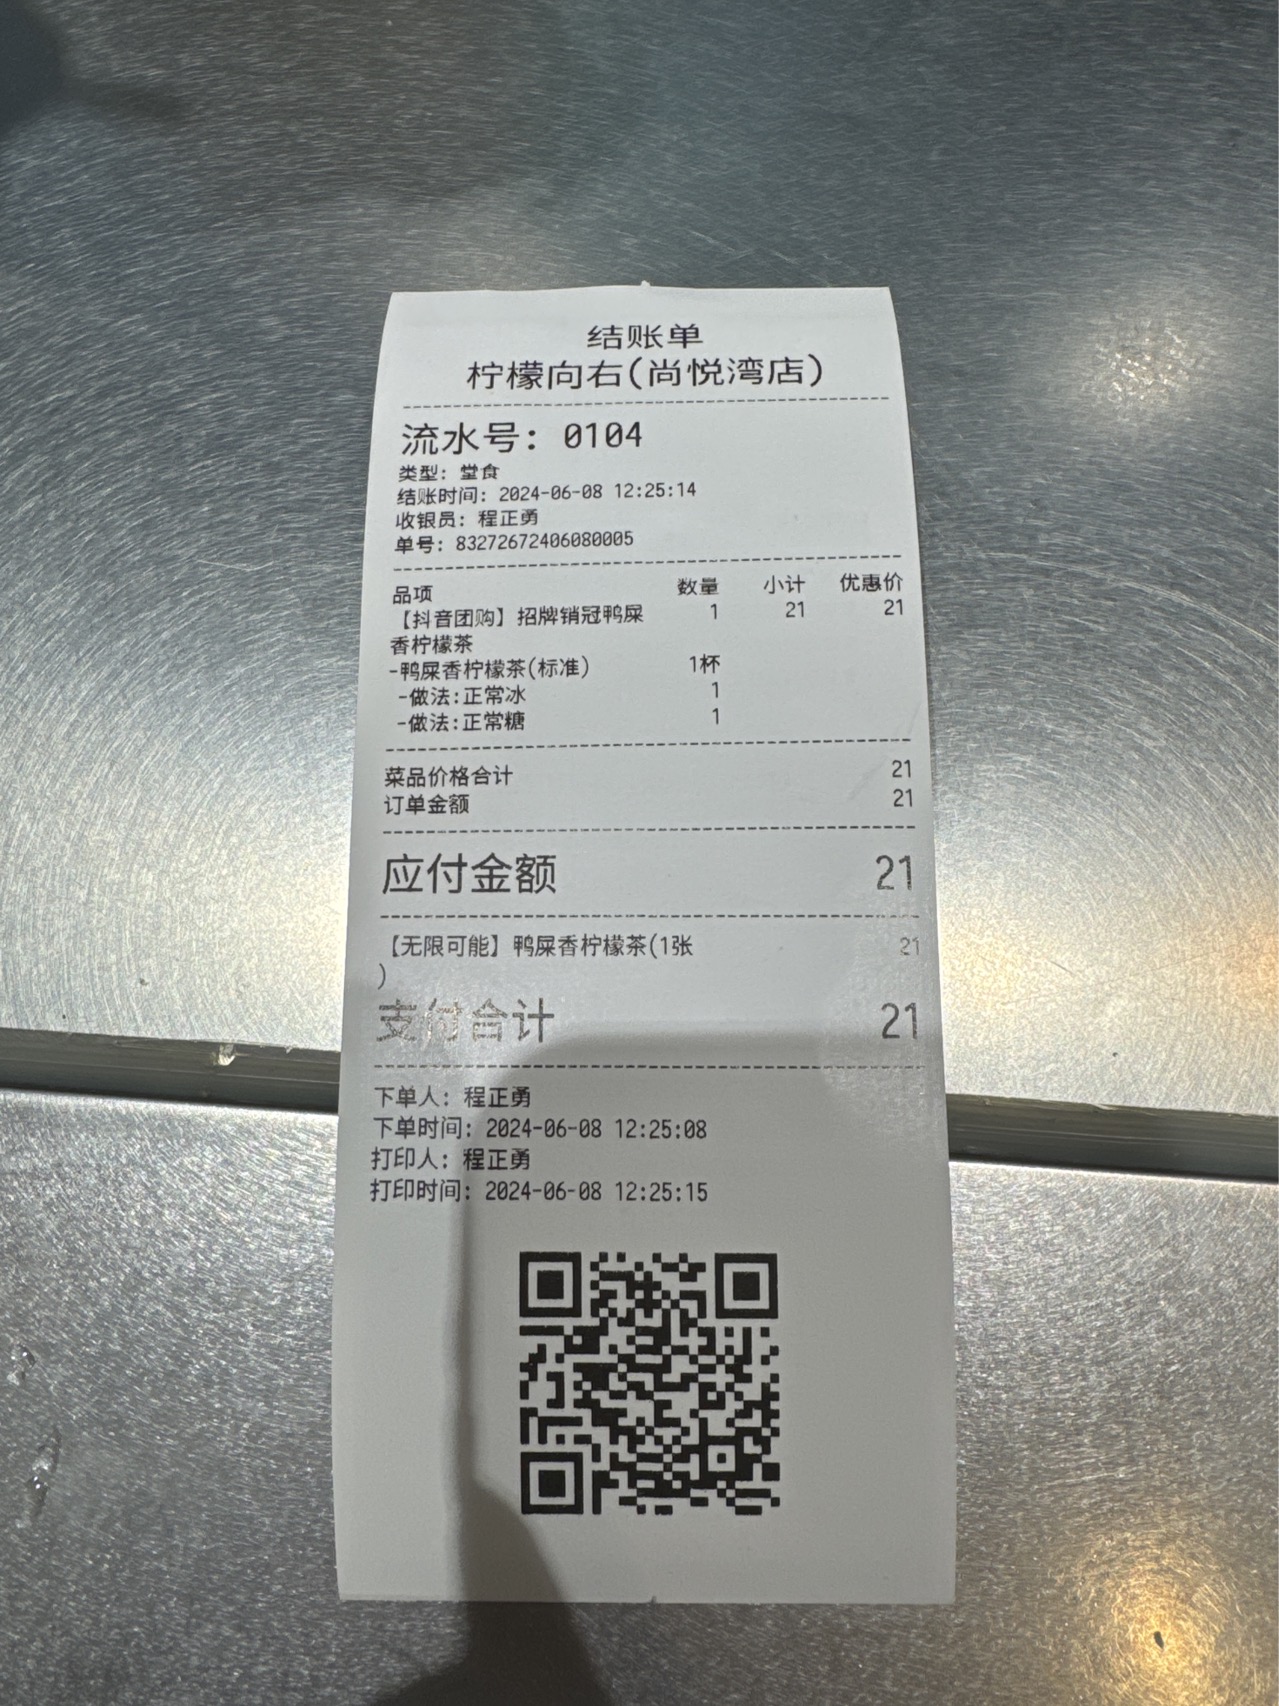 结账单
柠檬向右(尚悦湾店)
流水号: 0104
类型: 堂食
结账时间: 2024-06-08 12:25:14
收银员: 程正勇
单号: 83272672406080005
品项 数量 小计 优惠价
【抖音团购】招牌销冠鸭屎 1 21 21
香柠檬茶
-鸭屎香柠檬茶(标准) 1杯
-做法:正常冰 1
-做法:正常糖 1
菜品价格合计 21
订单金额 21
应付金额 21
【无限可能】鸭屎香柠檬茶(1张 21
)
支付合计 21
下单人: 程正勇
下单时间: 2024-06-08 12:25:08
打印人: 程正勇
打印时间: 2024-06-08 12:25:15